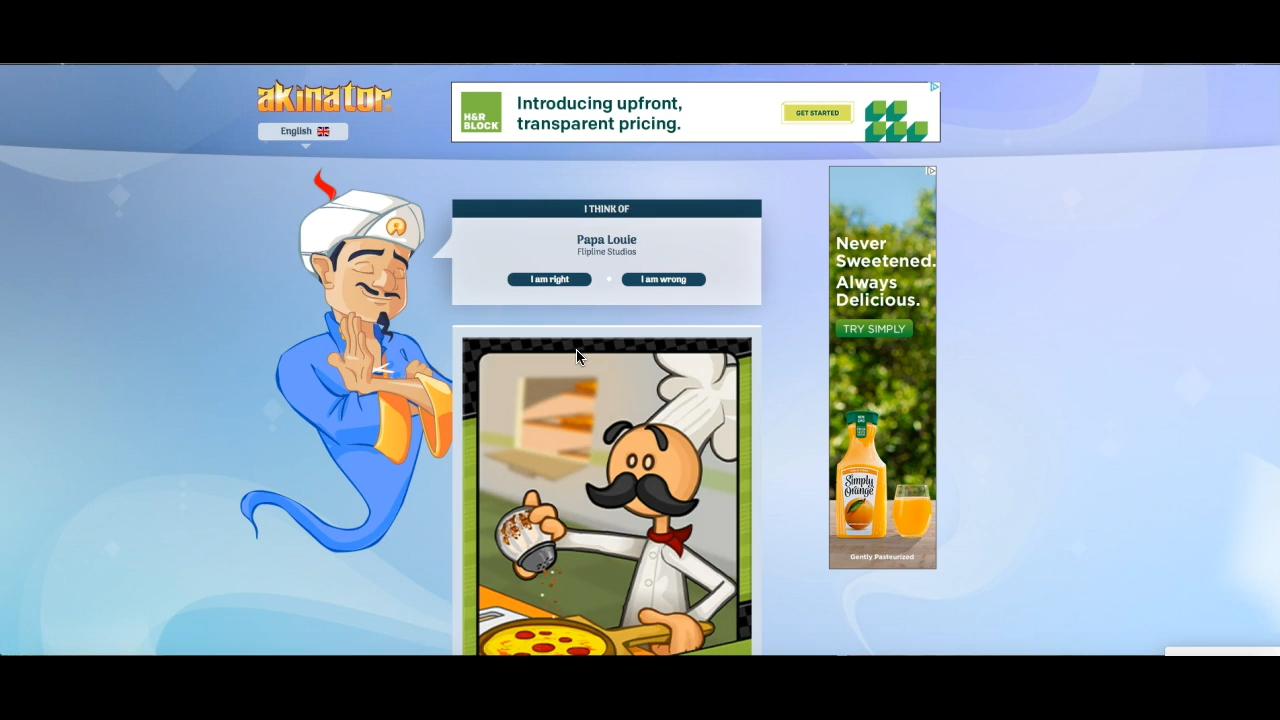 akinator
English
H&R
BLOCK
Introducing upfront,
transparent pricing.
GET STARTED
I THINK OF
Papa Louie
Flipline Studios
I am right
I am wrong
Never
Sweetened.
Always
Delicious.
TRY SIMPLY
Simply
Orange
Gently Pasteurized